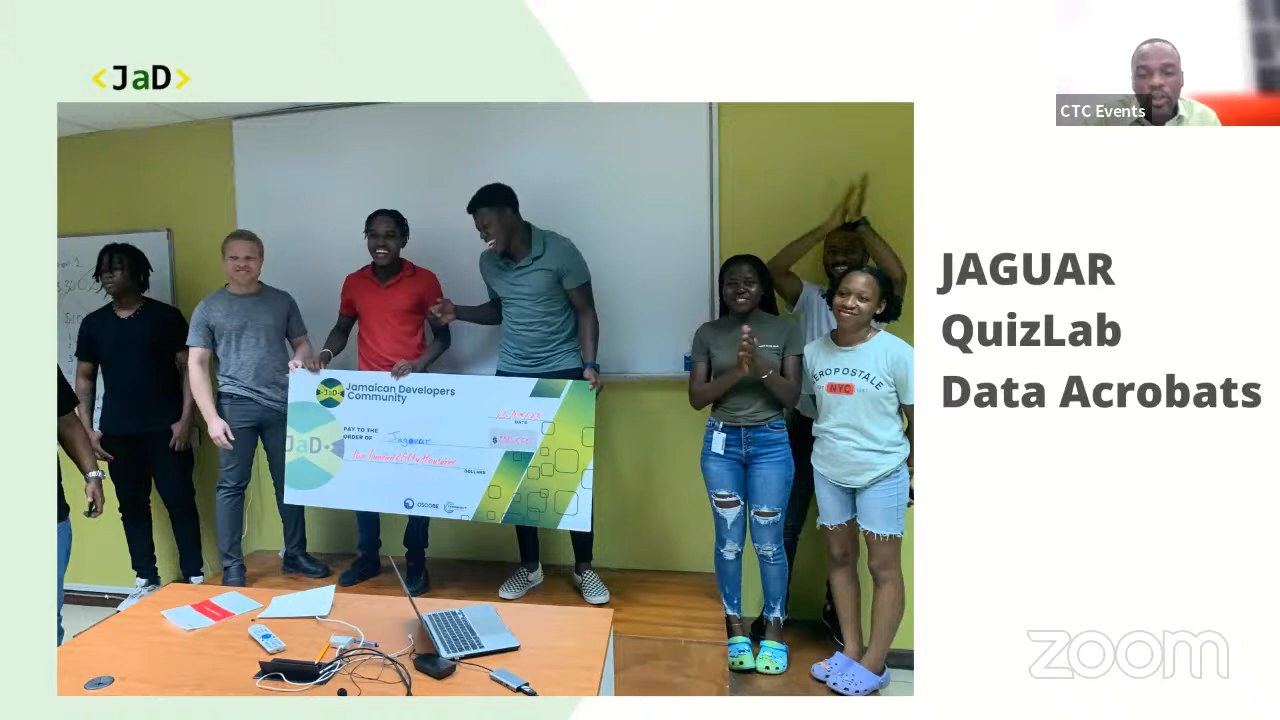 <JaD>
CTC Events
JAGUAR
QuizLab
Data Acrobats
Jamaican Developers
Community
DATE
PAY TO THE
ORDER OF
Jaguar
$
DOLLARS
JaD
AEROPOSTALE
NYC
zoom